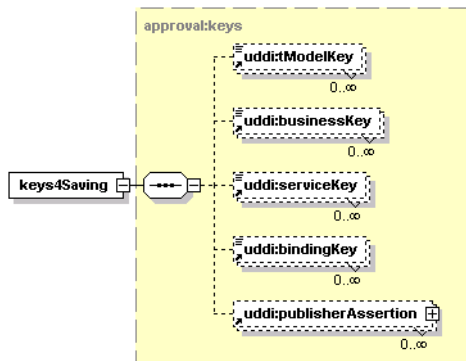 approval:keys
uddi:tModelKey
0..∞
uddi:businessKey
0..∞
keys4Saving
uddi:serviceKey
0..∞
uddi:bindingKey
0..∞
uddi:publisherAssertion
0..∞